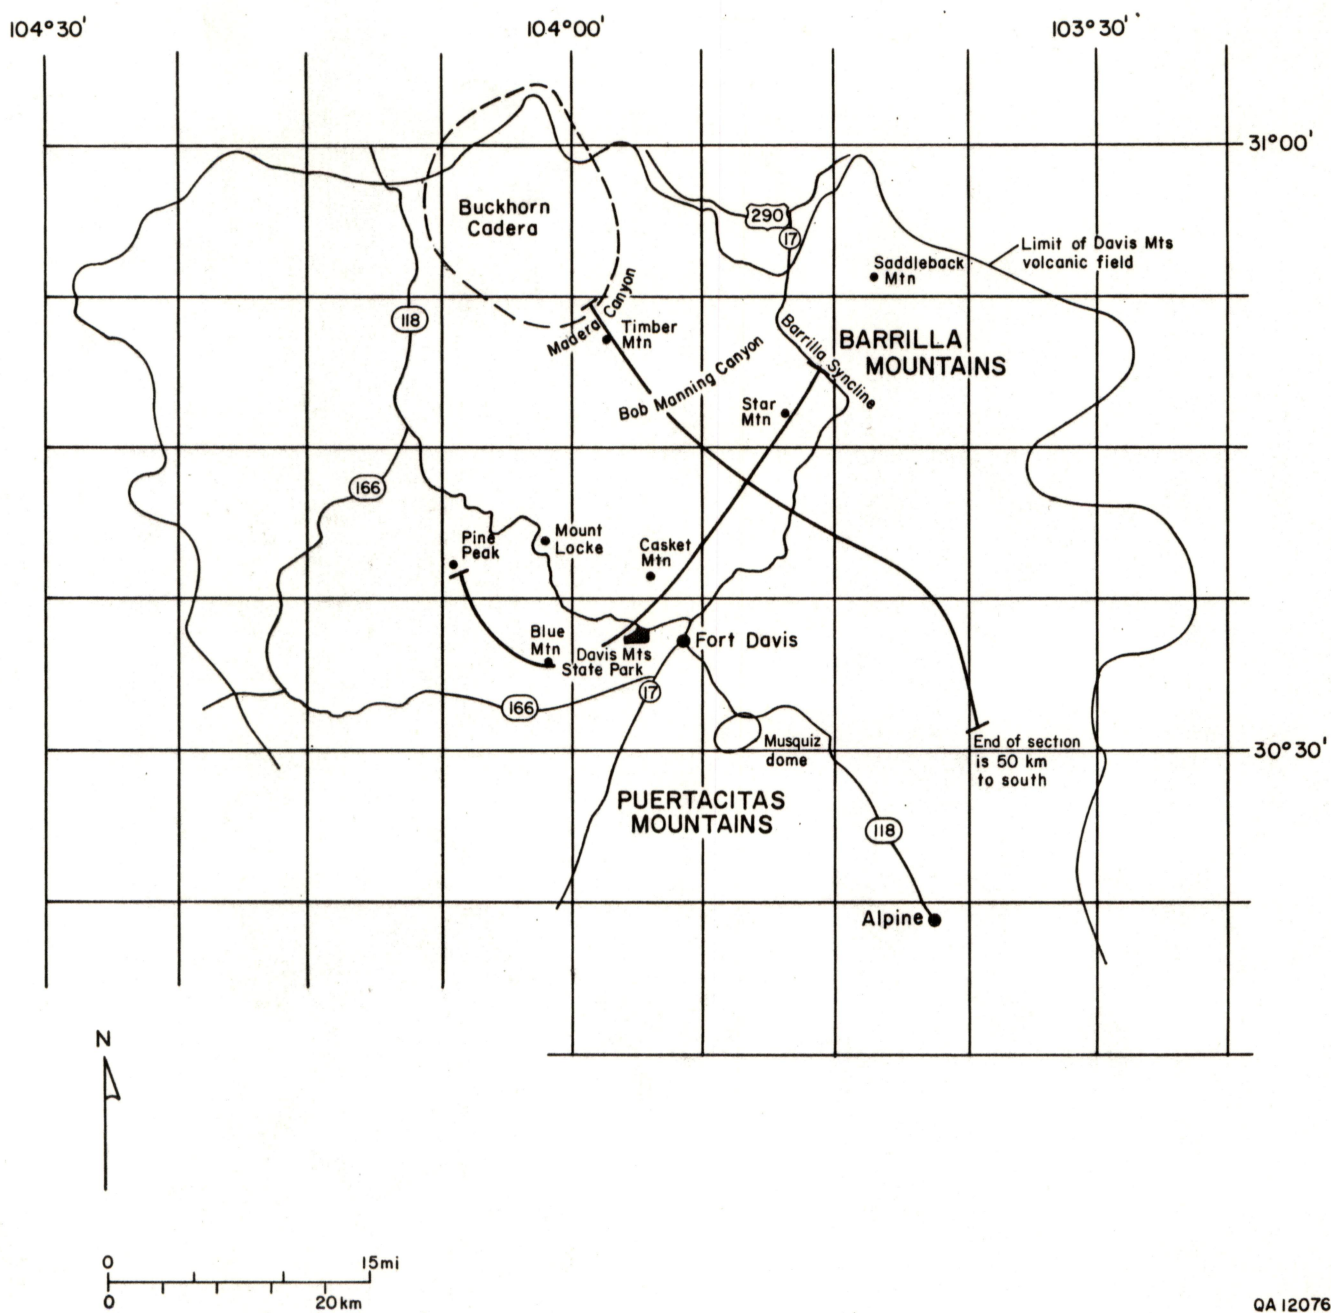 104°30'
104°00'
103°30'
31°00'
Buckhorn
Cadera
290
17
Limit of Davis Mts
volcanic field
Saddleback
Mtn
Madera Canyon
118
Timber
Mtn
Barrilla Syncline
BARRILLA
MOUNTAINS
Bob Manning Canyon
Star
Mtn
166
Pine
Peak
Mount
Locke
Casket
Mtn
Blue
Mtn
Davis Mts
State Park
Fort Davis
17
166
Musquiz
dome
End of section
is 50 km
to south
30°30'
PUERTACITAS
MOUNTAINS
118
Alpine
N
0
15mi
0
20km
QA12076